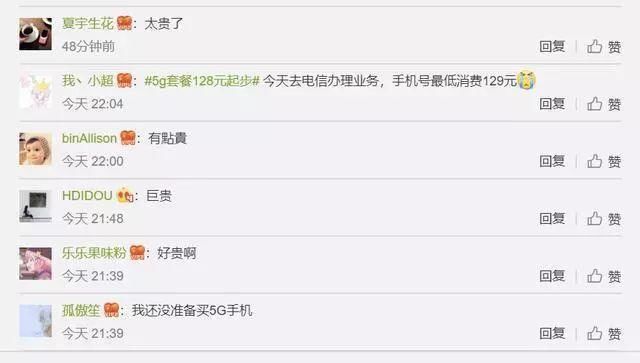 夏宇生花：太贵了
48分钟前 回复 赞
我丶小超：#5g套餐128元起步# 今天去电信办理业务，手机号最低消费129元
今天 22:04 回复 赞
binAllison：有點貴
今天 22:00 回复 赞
HDIDOU：巨贵
今天 21:48 回复 赞
乐乐果味粉：好贵啊
今天 21:39 回复 赞
孤傲笙：我还没准备买5G手机
今天 21:39 回复 赞